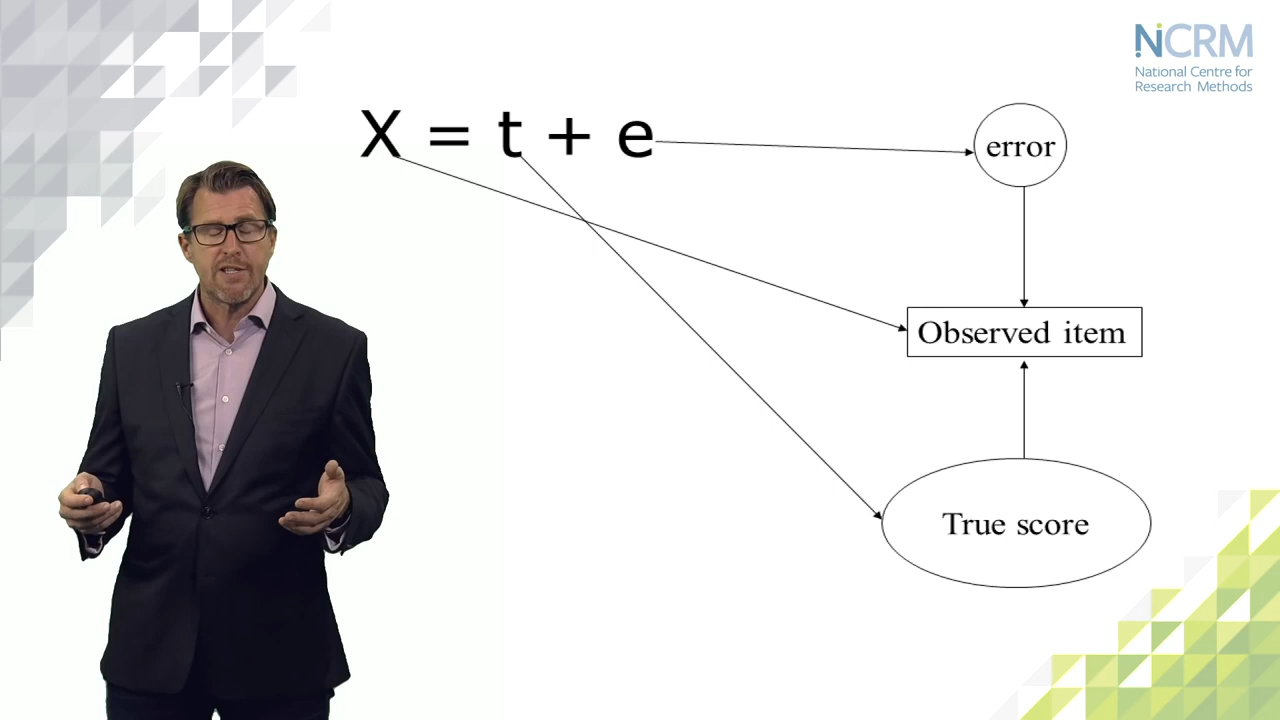 NCRM
National Centre for
Research Methods
X = t + e
error
Observed item
True score